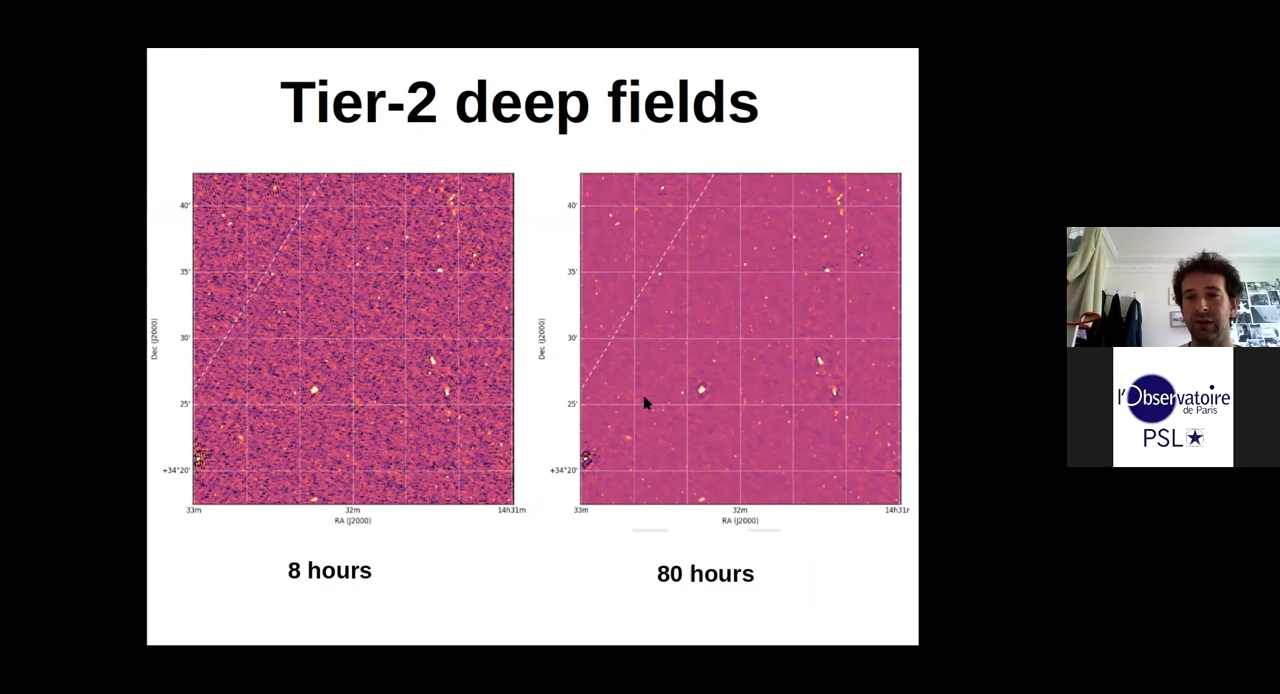 Tier-2 deep fields
40'
35'
30'
25'
+34°20'
Dec (J2000)
33m
32m
14h31m
RA (J2000)
40'
35'
30'
25'
+34°20'
Dec (J2000)
33m
32m
14h31r
RA (J2000)
8 hours
80 hours
l'Observatoire
de Paris
PSL